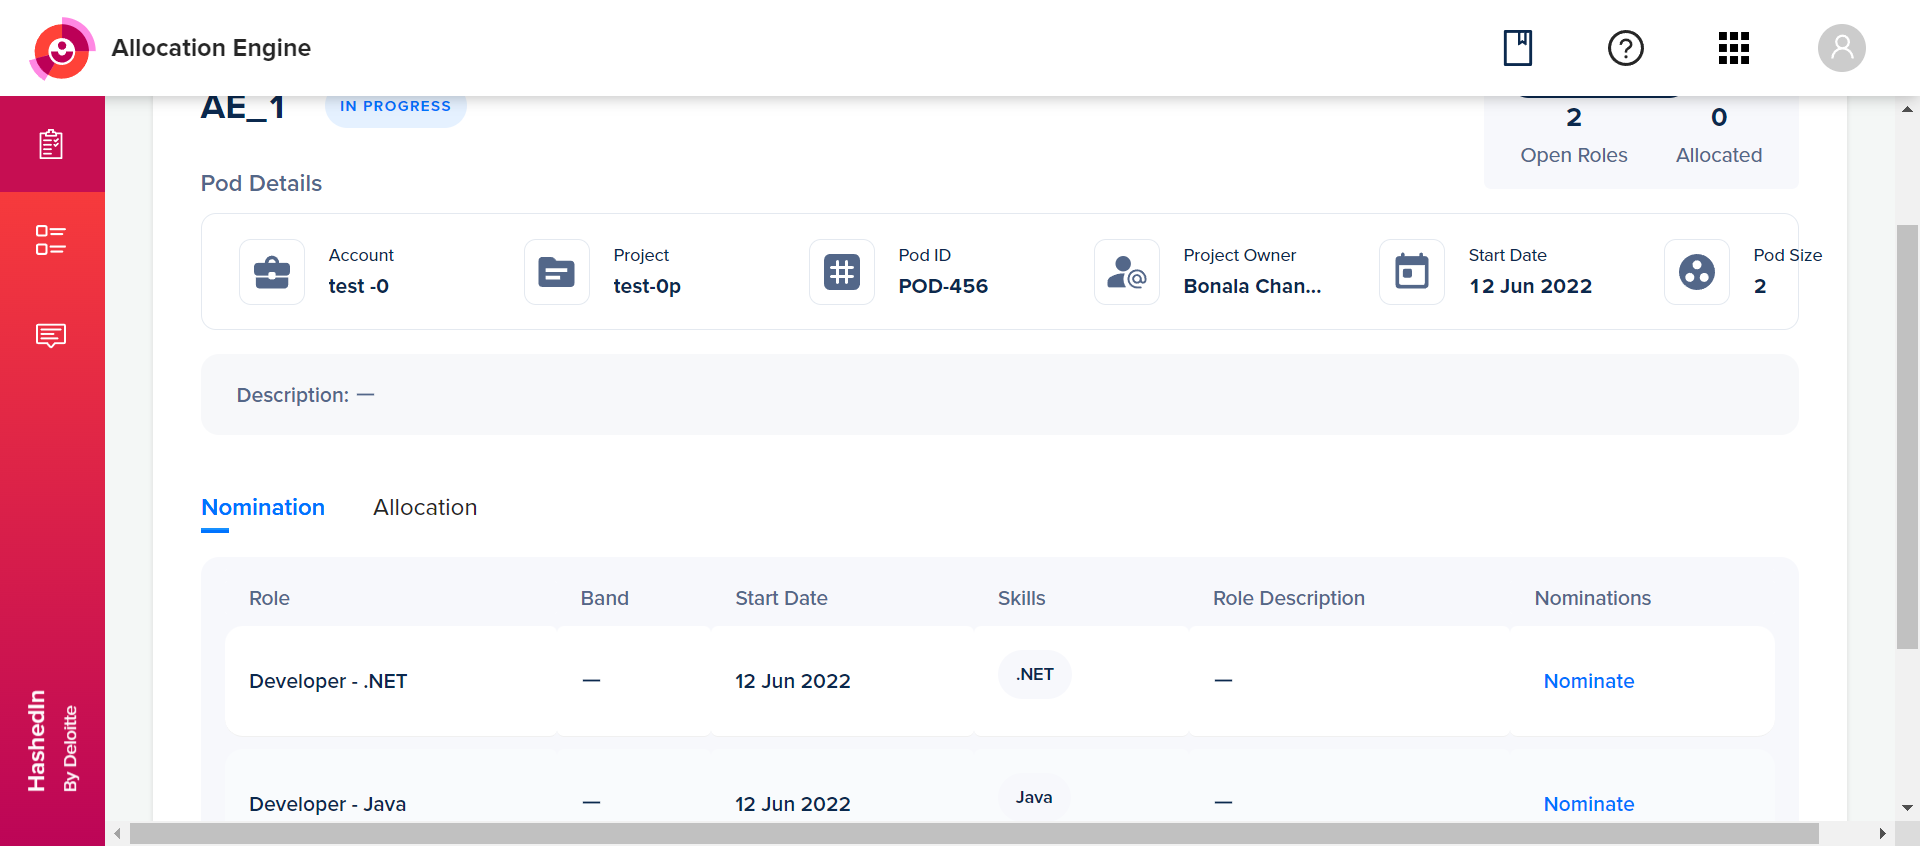 Allocation Engine
AE_1
IN PROGRESS
2
0
Open Roles
Allocated
Pod Details
Account
test -0
Project
test-0p
Pod ID
POD-456
Project Owner
Bonala Chan...
Start Date
12 Jun 2022
Pod Size
2
Description: —
Nomination
Allocation
Role Band Start Date Skills Role Description Nominations
Developer - .NET — 12 Jun 2022 .NET — Nominate
Developer - Java — 12 Jun 2022 Java — Nominate
HashedIn
By Deloitte